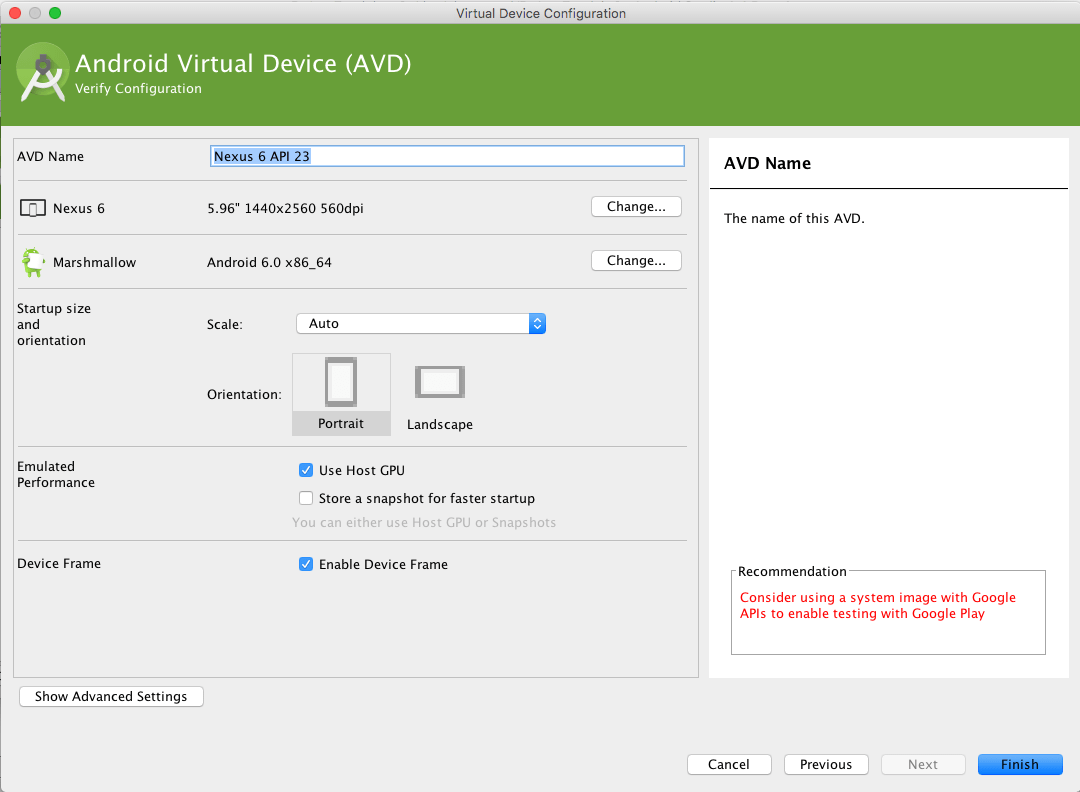 Virtual Device Configuration
Android Virtual Device (AVD)
Verify Configuration
AVD Name
Nexus 6 API 23
Nexus 6
5.96" 1440x2560 560dpi
Change...
Marshmallow
Android 6.0 x86_64
Change...
Startup size
and
orientation
Scale:
Auto
Orientation:
Portrait
Landscape
Emulated
Performance
Use Host GPU
Store a snapshot for faster startup
You can either use Host GPU or Snapshots
Device Frame
Enable Device Frame
Show Advanced Settings
AVD Name
The name of this AVD.
Recommendation
Consider using a system image with Google
APIs to enable testing with Google Play
Cancel
Previous
Next
Finish